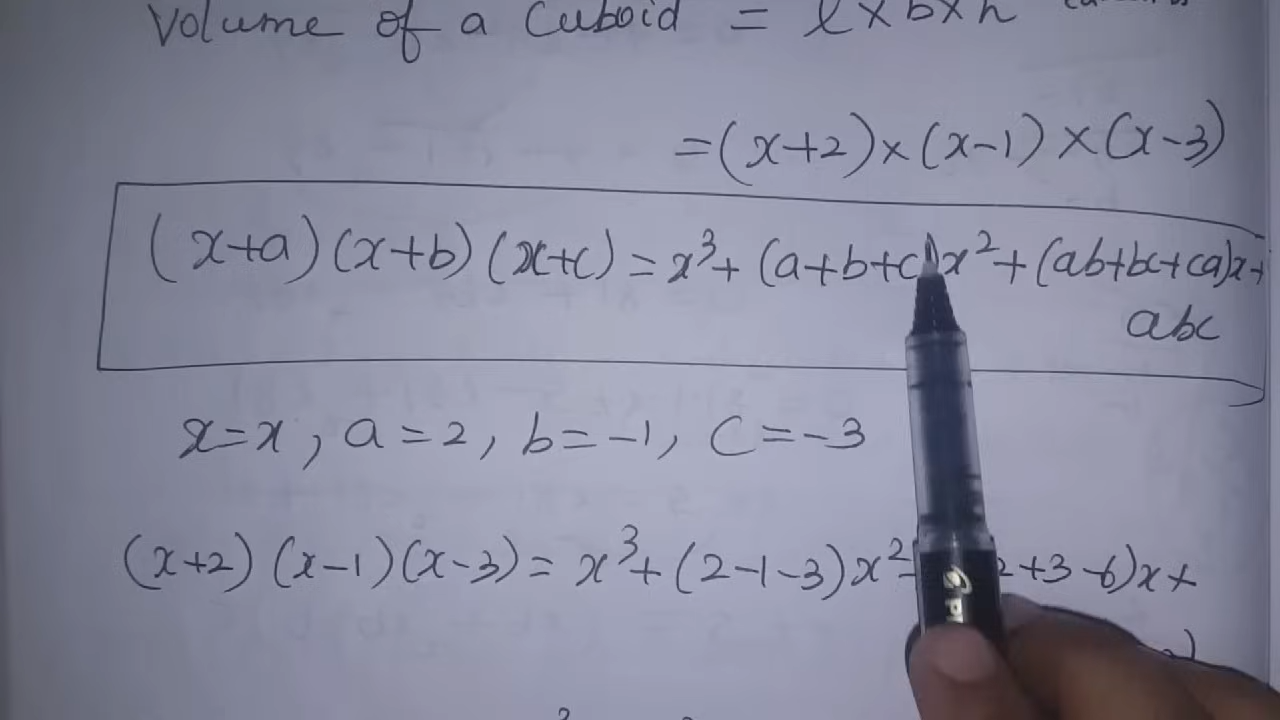 Volume of a Cuboid = l×b×h
=(x+2)×(x-1)×(x-3)
(x+a)(x+b)(x+c)=x³+(a+b+c)x²+(ab+bc+ca)x+
abc
x=x, a=2, b=-1, c=-3
(x+2)(x-1)(x-3)=x³+(2-1-3)x² 2+3-6)x+